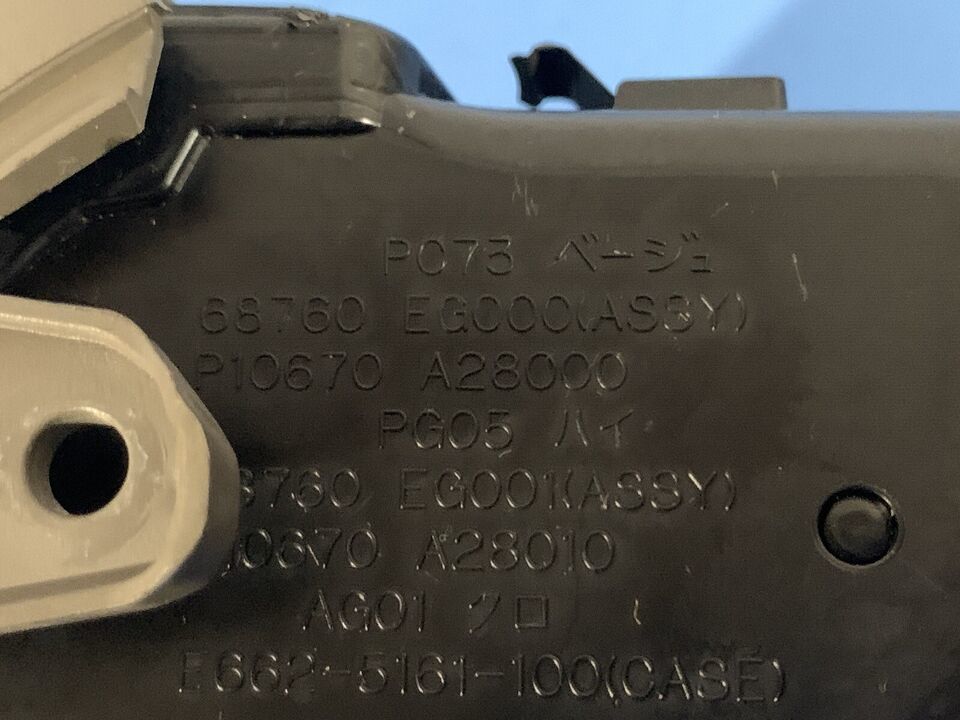 PC73 ベージュ
68760 EG000(ASSY)
P10670 A28000
PG05 ハイ
8760 EG001(ASSY)
10670 A28010
AG01 クロ
E662-5161-100(CASE)